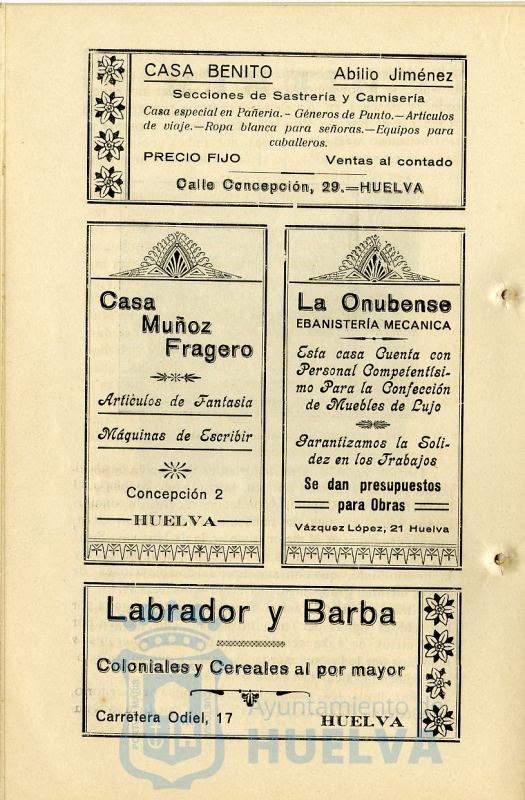 CASA BENITO Abilio Jiménez
Secciones de Sastrería y Camisería
Casa especial en Pañería.- Géneros de Punto.—Artículos
de viaje.—Ropa blanca para señoras.—Equipos para
caballeros.
PRECIO FIJO Ventas al contado
Calle Concepción, 29.=HUELVA
Casa
Muñoz
Fragero
Artículos de Fantasia
Máquinas de Escribir
Concepción 2
HUELVA
La Onubense
EBANISTERÍA MECANICA
Esta casa Cuenta con
Personal Competentísi-
mo Para la Confección
de Muebles de Lujo
Garantizamos la Soli-
dez en los Trabajos
Se dan presupuestos
para Obras
Vázquez López, 21 Huelva
Labrador y Barba
Coloniales y Cereales al por mayor
Carretera Odiel, 17 HUELVA
Ayuntamiento
HUELVA